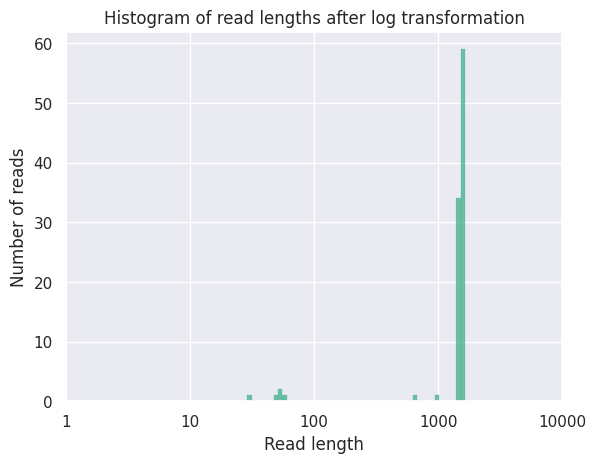 Histogram of read lengths after log transformation
Number of reads
60
50
40
30
20
10
0
1 10 100 1000 10000
Read length